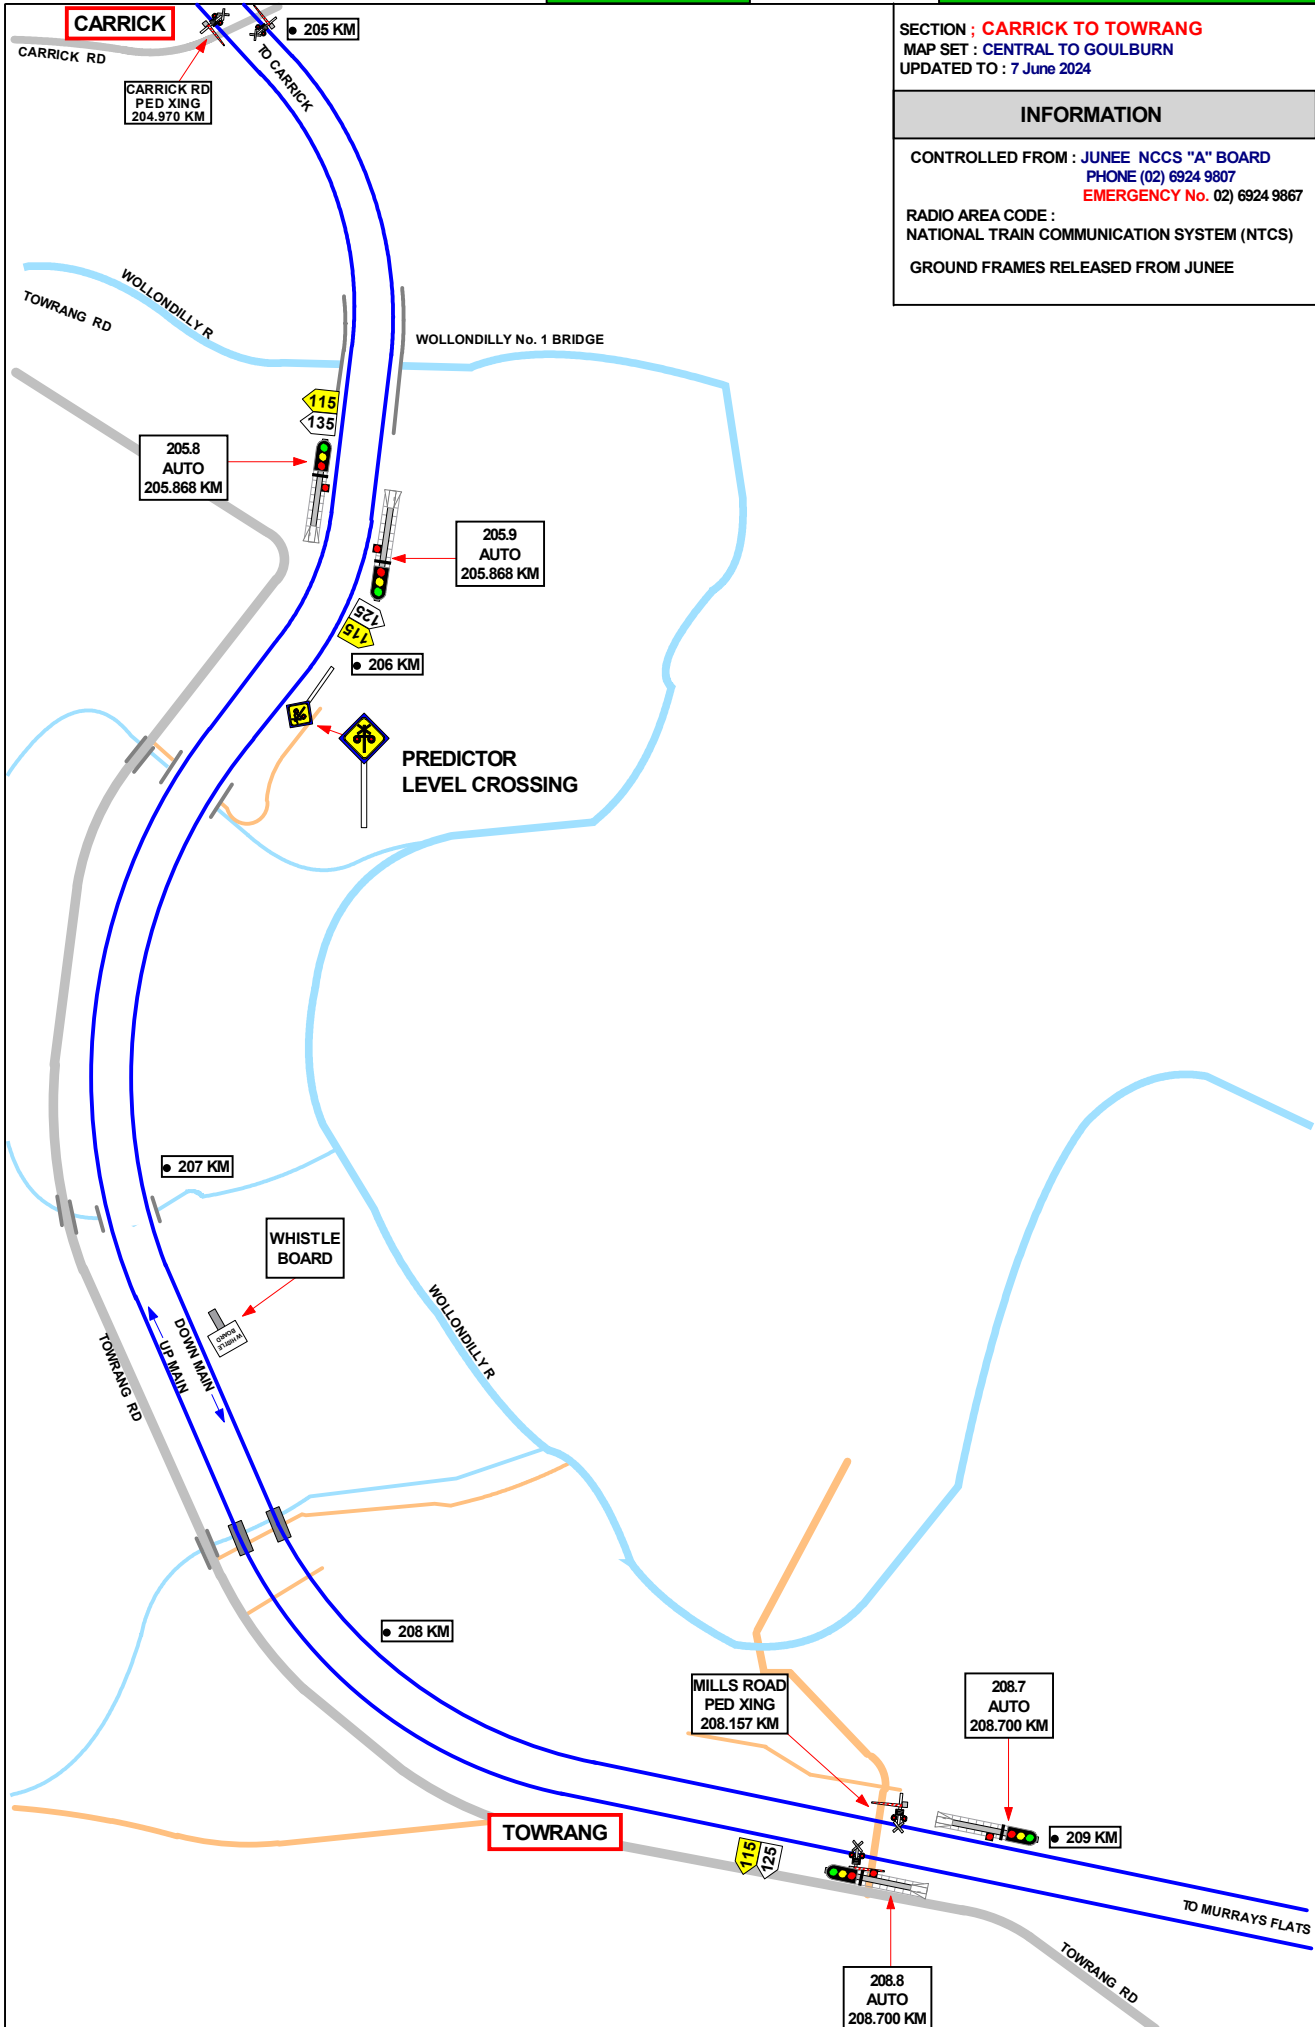 CARRICK
205 KM
CARRICK RD
TO CARRICK
CARRICK RD
PED XING
204.970 KM
SECTION ; CARRICK TO TOWRANG
MAP SET : CENTRAL TO GOULBURN
UPDATED TO : 7 June 2024
INFORMATION
CONTROLLED FROM : JUNEE NCCS "A" BOARD
PHONE (02) 6924 9807
EMERGENCY No. 02) 6924 9867
RADIO AREA CODE :
NATIONAL TRAIN COMMUNICATION SYSTEM (NTCS)
GROUND FRAMES RELEASED FROM JUNEE
WOLLONDILLY R
TOWRANG RD
WOLLONDILLY No. 1 BRIDGE
115
135
205.8
AUTO
205.868 KM
205.9
AUTO
205.868 KM
125
115
206 KM
PREDICTOR
LEVEL CROSSING
207 KM
WHISTLE
BOARD
WHISTLE
BOARD
DOWN MAIN
UP MAIN
TOWRANG RD
WOLLONDILLY R
208 KM
MILLS ROAD
PED XING
208.157 KM
208.7
AUTO
208.700 KM
TOWRANG
115
125
209 KM
TO MURRAYS FLATS
TOWRANG RD
208.8
AUTO
208.700 KM